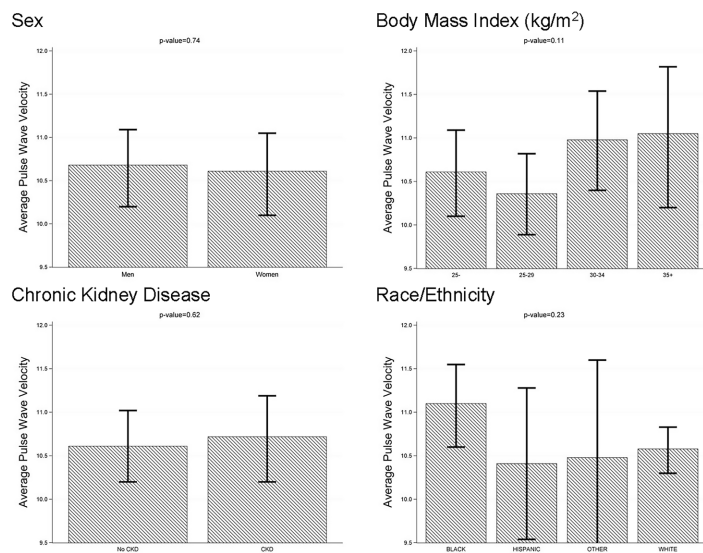 Sex
p-value=0.74
Average Pulse Wave Velocity
12.0
11.5
11.0
10.5
10.0
9.5
Men Women
Body Mass Index (kg/m²)
p-value=0.11
Average Pulse Wave Velocity
12.0
11.5
11.0
10.5
10.0
9.5
25- 25-29 30-34 35+
Chronic Kidney Disease
p-value=0.62
Average Pulse Wave Velocity
12.0
11.5
11.0
10.5
10.0
9.5
No CKD CKD
Race/Ethnicity
p-value=0.23
Average Pulse Wave Velocity
12.0
11.5
11.0
10.5
10.0
9.5
BLACK HISPANIC OTHER WHITE